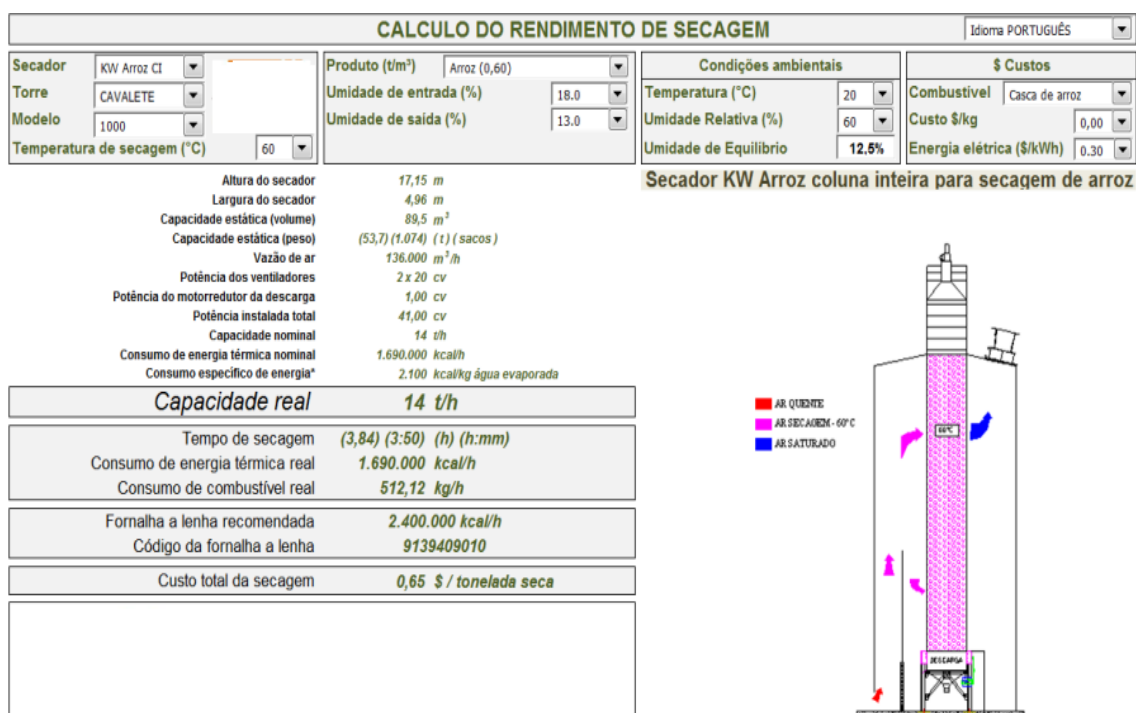 CALCULO DO RENDIMENTO DE SECAGEM
Idioma PORTUGUÊS
Secador KW Arroz CI
Torre CAVALETE
Modelo 1000
Temperatura de secagem (°C) 60
Produto (t/m³) Arroz (0,60)
Umidade de entrada (%) 18.0
Umidade de saída (%) 13.0
Condições ambientais
Temperatura (°C) 20
Umidade Relativa (%) 60
Umidade de Equilibrio 12,5%
$ Custos
Combustivel Casca de arroz
Custo $/kg 0,00
Energia elétrica ($/kWh) 0.30
Altura do secador 17,15 m
Largura do secador 4,96 m
Capacidade estática (volume) 89,5 m³
Capacidade estática (peso) (53,7) (1.074) ( t ) ( sacos )
Vazão de ar 136.000 m³/h
Potência dos ventiladores 2 x 20 cv
Potência do motorredutor da descarga 1,00 cv
Potência instalada total 41,00 cv
Capacidade nominal 14 t/h
Consumo de energia térmica nominal 1.690.000 kcal/h
Consumo especifico de energia* 2.100 kcal/kg água evaporada
Capacidade real 14 t/h
Tempo de secagem (3,84) (3:50) (h) (h:mm)
Consumo de energia térmica real 1.690.000 kcal/h
Consumo de combustível real 512,12 kg/h
Fornalha a lenha recomendada 2.400.000 kcal/h
Código da fornalha a lenha 9139409010
Custo total da secagem 0,65 $ / tonelada seca
Secador KW Arroz coluna inteira para secagem de arroz
AR QUENTE
AR SECAGEM - 60°C
AR SATURADO
60°C
DESCARGA